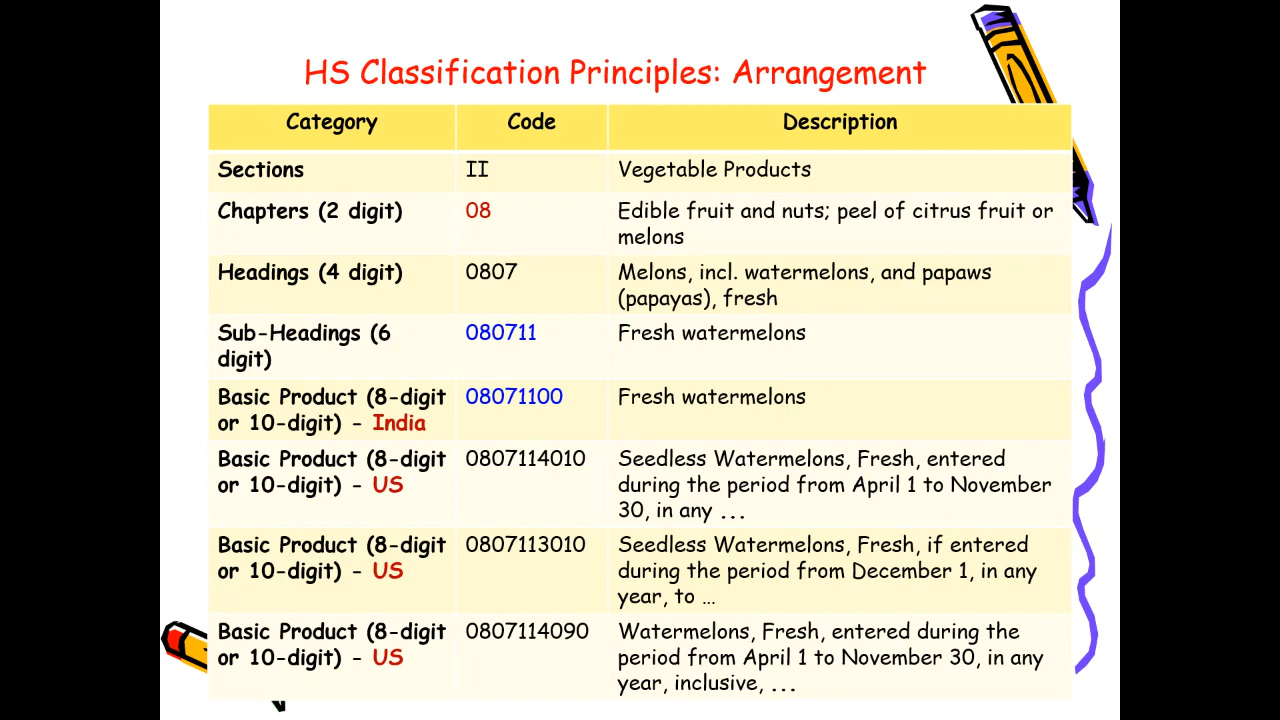 HS Classification Principles: Arrangement
Category Code Description
Sections II Vegetable Products
Chapters (2 digit) 08 Edible fruit and nuts; peel of citrus fruit or
melons
Headings (4 digit) 0807 Melons, incl. watermelons, and papaws
(papayas), fresh
Sub-Headings (6 080711 Fresh watermelons
digit)
Basic Product (8-digit 08071100 Fresh watermelons
or 10-digit) - India
Basic Product (8-digit 0807114010 Seedless Watermelons, Fresh, entered
or 10-digit) - US during the period from April 1 to November
30, in any ...
Basic Product (8-digit 0807113010 Seedless Watermelons, Fresh, if entered
or 10-digit) - US during the period from December 1, in any
year, to …
Basic Product (8-digit 0807114090 Watermelons, Fresh, entered during the
or 10-digit) - US period from April 1 to November 30, in any
year, inclusive, ...